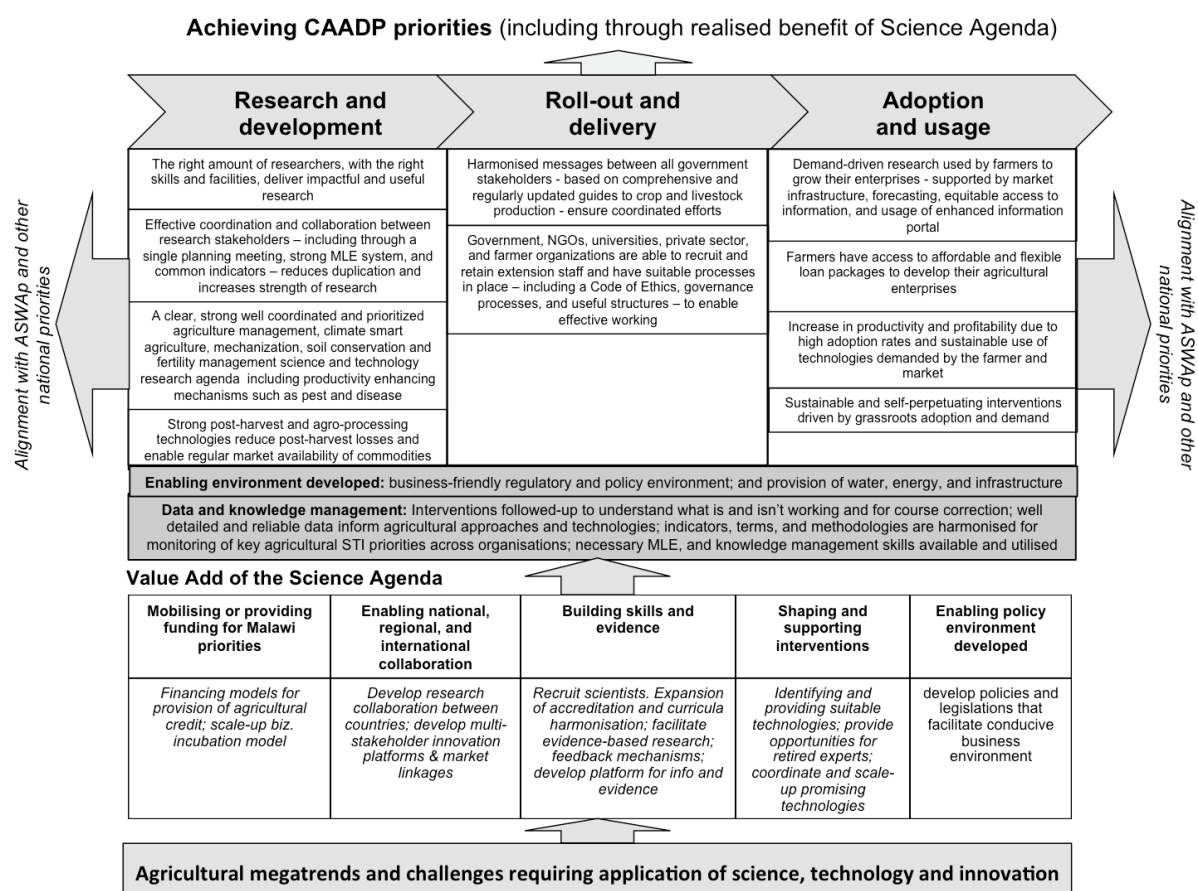 Achieving CAADP priorities (including through realised benefit of Science Agenda)
Research and
development
Roll-out and
delivery
Adoption
and usage
The right amount of researchers, with the right
skills and facilities, deliver impactful and useful
research
Effective coordination and collaboration between
research stakeholders – including through a
single planning meeting, strong MLE system, and
common indicators – reduces duplication and
increases strength of research
A clear, strong well coordinated and prioritized
agriculture management, climate smart
agriculture, mechanization, soil conservation and
fertility management science and technology
research agenda including productivity enhancing
mechanisms such as pest and disease
Strong post-harvest and agro-processing
technologies reduce post-harvest losses and
enable regular market availability of commodities
Harmonised messages between all government
stakeholders - based on comprehensive and
regularly updated guides to crop and livestock
production - ensure coordinated efforts
Government, NGOs, universities, private sector,
and farmer organizations are able to recruit and
retain extension staff and have suitable processes
in place – including a Code of Ethics, governance
processes, and useful structures – to enable
effective working
Demand-driven research used by farmers to
grow their enterprises - supported by market
infrastructure, forecasting, equitable access to
information, and usage of enhanced information
portal
Farmers have access to affordable and flexible
loan packages to develop their agricultural
enterprises
Increase in productivity and profitability due to
high adoption rates and sustainable use of
technologies demanded by the farmer and
market
Sustainable and self-perpetuating interventions
driven by grassroots adoption and demand
Alignment with ASWAp and other
national priorities
Alignment with ASWAp and other
national priorities
Enabling environment developed: business-friendly regulatory and policy environment; and provision of water, energy, and infrastructure
Data and knowledge management: Interventions followed-up to understand what is and isn't working and for course correction; well
detailed and reliable data inform agricultural approaches and technologies; indicators, terms, and methodologies are harmonised for
monitoring of key agricultural STI priorities across organisations; necessary MLE, and knowledge management skills available and utilised
Value Add of the Science Agenda
Mobilising or providing
funding for Malawi
priorities
Enabling national,
regional, and
international
collaboration
Building skills and
evidence
Shaping and
supporting
interventions
Enabling policy
environment
developed
Financing models for
provision of agricultural
credit; scale-up biz.
incubation model
Develop research
collaboration between
countries; develop multi-
stakeholder innovation
platforms & market
linkages
Recruit scientists. Expansion
of accreditation and curricula
harmonisation; facilitate
evidence-based research;
feedback mechanisms;
develop platform for info and
evidence
Identifying and
providing suitable
technologies; provide
opportunities for
retired experts;
coordinate and scale-
up promising
technologies
develop policies and
legislations that
facilitate conducive
business
environment
Agricultural megatrends and challenges requiring application of science, technology and innovation